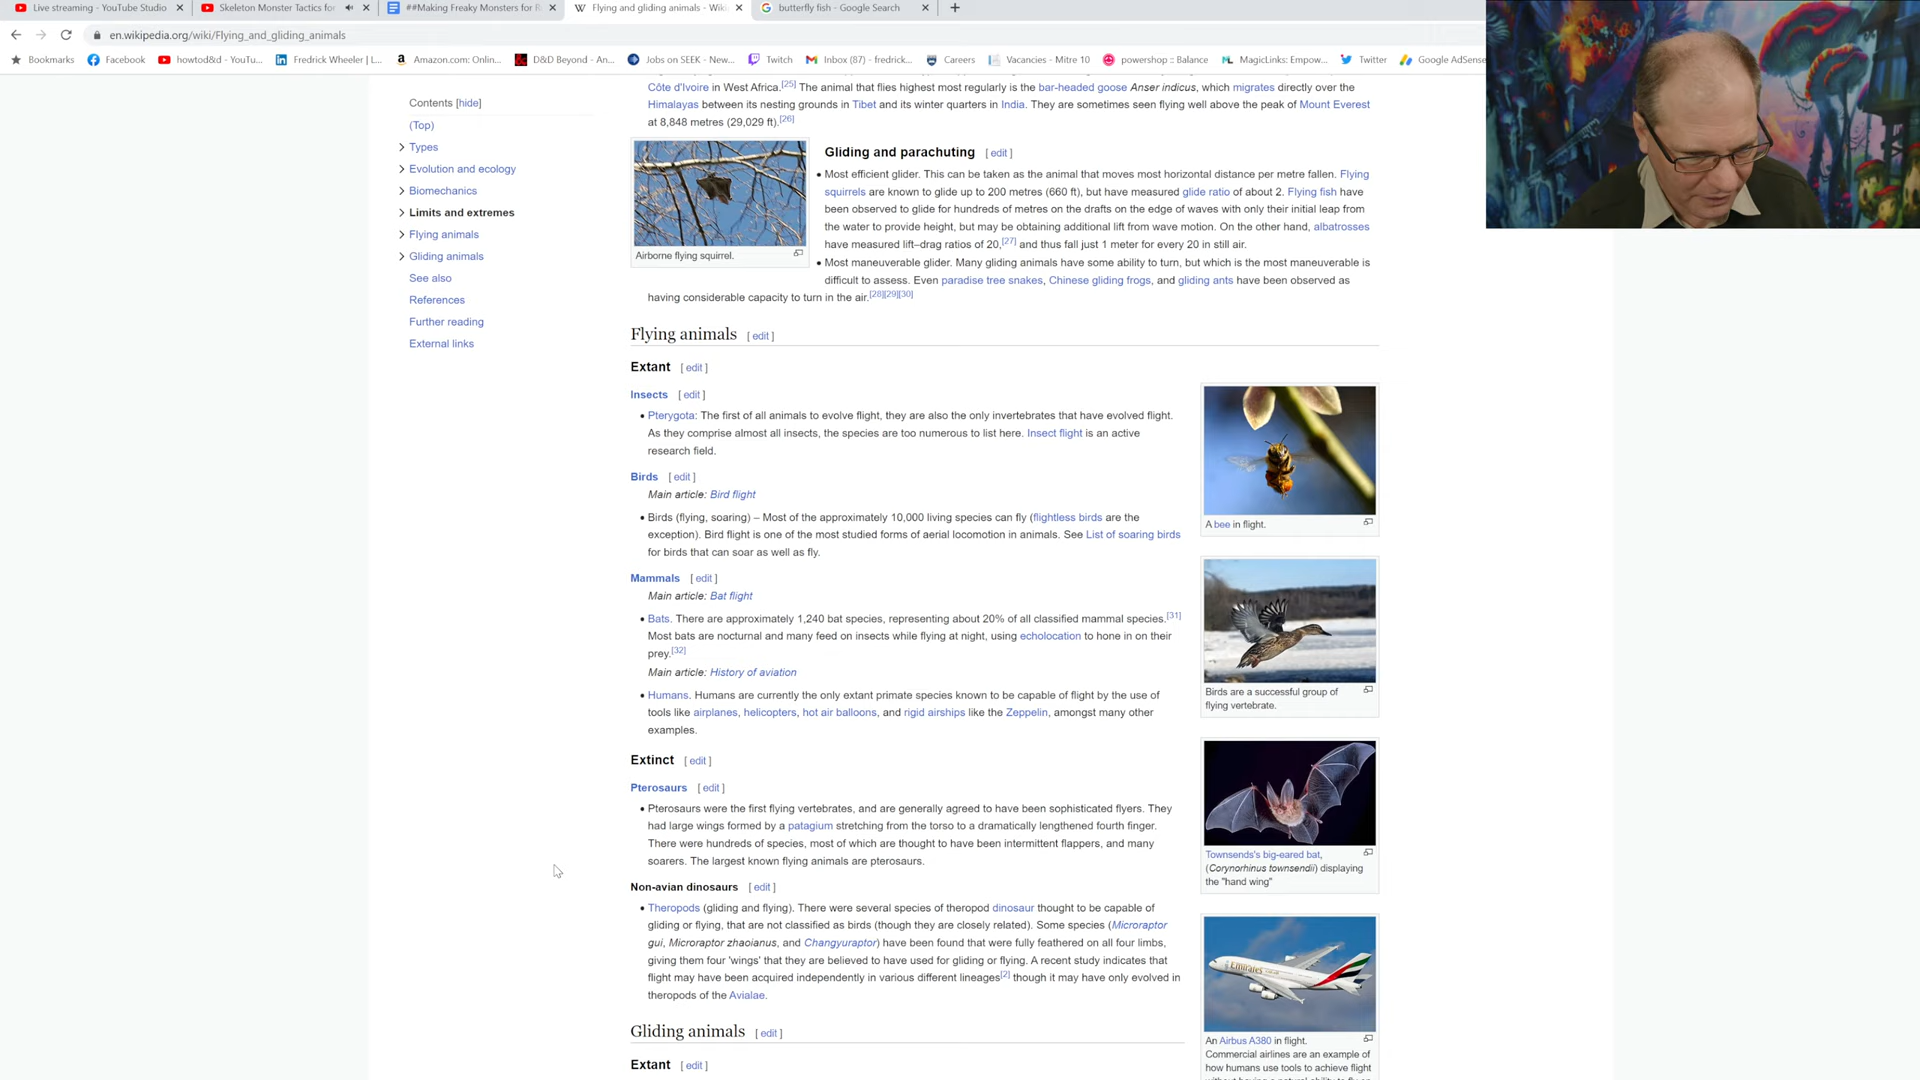 Live streaming - YouTube Studio
Skeleton Monster Tactics for
##Making Freaky Monsters for
Flying and gliding animals - Wiki
butterfly fish - Google Search
en.wikipedia.org/wiki/Flying_and_gliding_animals
Bookmarks Facebook howtod&d - YouTu... Fredrick Wheeler | L... Amazon.com: Onlin... D&D Beyond - An... Jobs on SEEK - New... Twitch Inbox (87) - fredrick... Careers Vacancies - Mitre 10 powershop :: Balance MagicLinks: Empow... Twitter Google AdSense
Contents [hide]
(Top)
Types
Evolution and ecology
Biomechanics
Limits and extremes
Flying animals
Gliding animals
See also
References
Further reading
External links
Côte d'Ivoire in West Africa.[25] The animal that flies highest most regularly is the bar-headed goose Anser indicus, which migrates directly over the
Himalayas between its nesting grounds in Tibet and its winter quarters in India. They are sometimes seen flying well above the peak of Mount Everest
at 8,848 metres (29,029 ft).[26]
Airborne flying squirrel.
Gliding and parachuting [ edit ]
• Most efficient glider. This can be taken as the animal that moves most horizontal distance per metre fallen. Flying
squirrels are known to glide up to 200 metres (660 ft), but have measured glide ratio of about 2. Flying fish have
been observed to glide for hundreds of metres on the drafts on the edge of waves with only their initial leap from
the water to provide height, but may be obtaining additional lift from wave motion. On the other hand, albatrosses
have measured lift–drag ratios of 20,[27] and thus fall just 1 meter for every 20 in still air.
• Most maneuverable glider. Many gliding animals have some ability to turn, but which is the most maneuverable is
difficult to assess. Even paradise tree snakes, Chinese gliding frogs, and gliding ants have been observed as
having considerable capacity to turn in the air.[28][29][30]
Flying animals [ edit ]
Extant [ edit ]
Insects [ edit ]
• Pterygota: The first of all animals to evolve flight, they are also the only invertebrates that have evolved flight.
As they comprise almost all insects, the species are too numerous to list here. Insect flight is an active
research field.
Birds [ edit ]
Main article: Bird flight
• Birds (flying, soaring) – Most of the approximately 10,000 living species can fly (flightless birds are the
exception). Bird flight is one of the most studied forms of aerial locomotion in animals. See List of soaring birds
for birds that can soar as well as fly.
Mammals [ edit ]
Main article: Bat flight
• Bats. There are approximately 1,240 bat species, representing about 20% of all classified mammal species.[31]
Most bats are nocturnal and many feed on insects while flying at night, using echolocation to hone in on their
prey.[32]
Main article: History of aviation
• Humans. Humans are currently the only extant primate species known to be capable of flight by the use of
tools like airplanes, helicopters, hot air balloons, and rigid airships like the Zeppelin, amongst many other
examples.
Extinct [ edit ]
Pterosaurs [ edit ]
• Pterosaurs were the first flying vertebrates, and are generally agreed to have been sophisticated flyers. They
had large wings formed by a patagium stretching from the torso to a dramatically lengthened fourth finger.
There were hundreds of species, most of which are thought to have been intermittent flappers, and many
soarers. The largest known flying animals are pterosaurs.
Non-avian dinosaurs [ edit ]
• Theropods (gliding and flying). There were several species of theropod dinosaur thought to be capable of
gliding or flying, that are not classified as birds (though they are closely related). Some species (Microraptor
gui, Microraptor zhaoianus, and Changyuraptor) have been found that were fully feathered on all four limbs,
giving them four 'wings' that they are believed to have used for gliding or flying. A recent study indicates that
flight may have been acquired independently in various different lineages[2] though it may have only evolved in
theropods of the Avialae.
Gliding animals [ edit ]
Extant [ edit ]
A bee in flight.
Birds are a successful group of
flying vertebrate.
Townsends's big-eared bat,
(Corynorhinus townsendii) displaying
the "hand wing"
Emirates
An Airbus A380 in flight.
Commercial airlines are an example of
how humans use tools to achieve flight